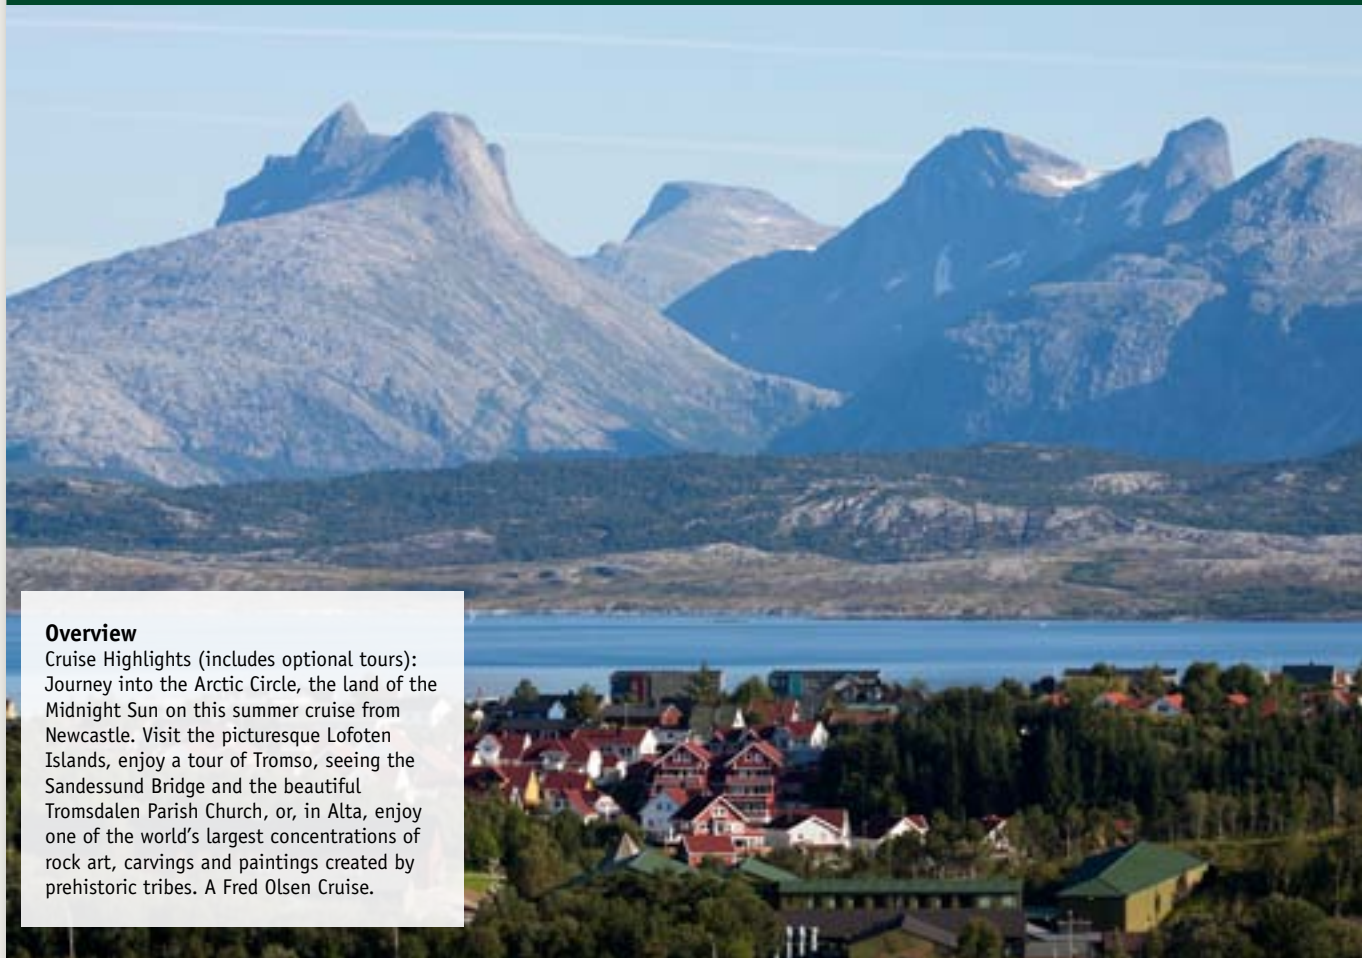 Overview
Cruise Highlights (includes optional tours):
Journey into the Arctic Circle, the land of the
Midnight Sun on this summer cruise from
Newcastle. Visit the picturesque Lofoten
Islands, enjoy a tour of Tromso, seeing the
Sandessund Bridge and the beautiful
Tromsdalen Parish Church, or, in Alta, enjoy
one of the world's largest concentrations of
rock art, carvings and paintings created by
prehistoric tribes. A Fred Olsen Cruise.